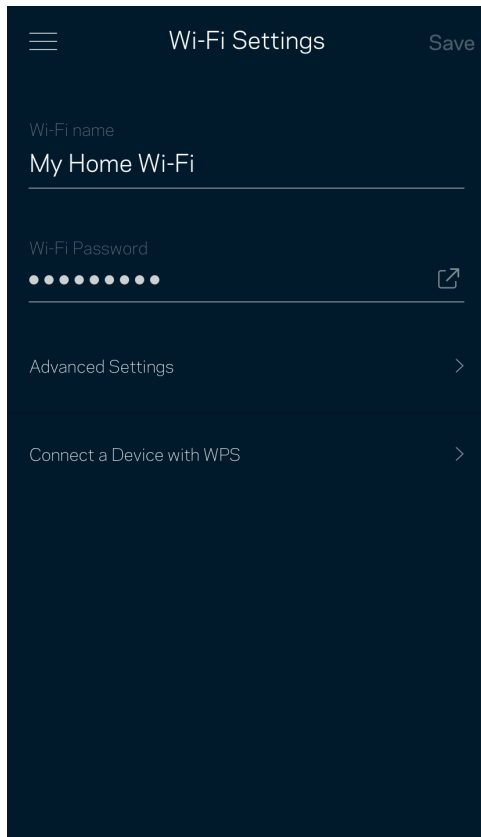 Wi-Fi Settings
Save
Wi-Fi name
My Home Wi-Fi
Wi-Fi Password
●●●●●●●●●
Advanced Settings
Connect a Device with WPS